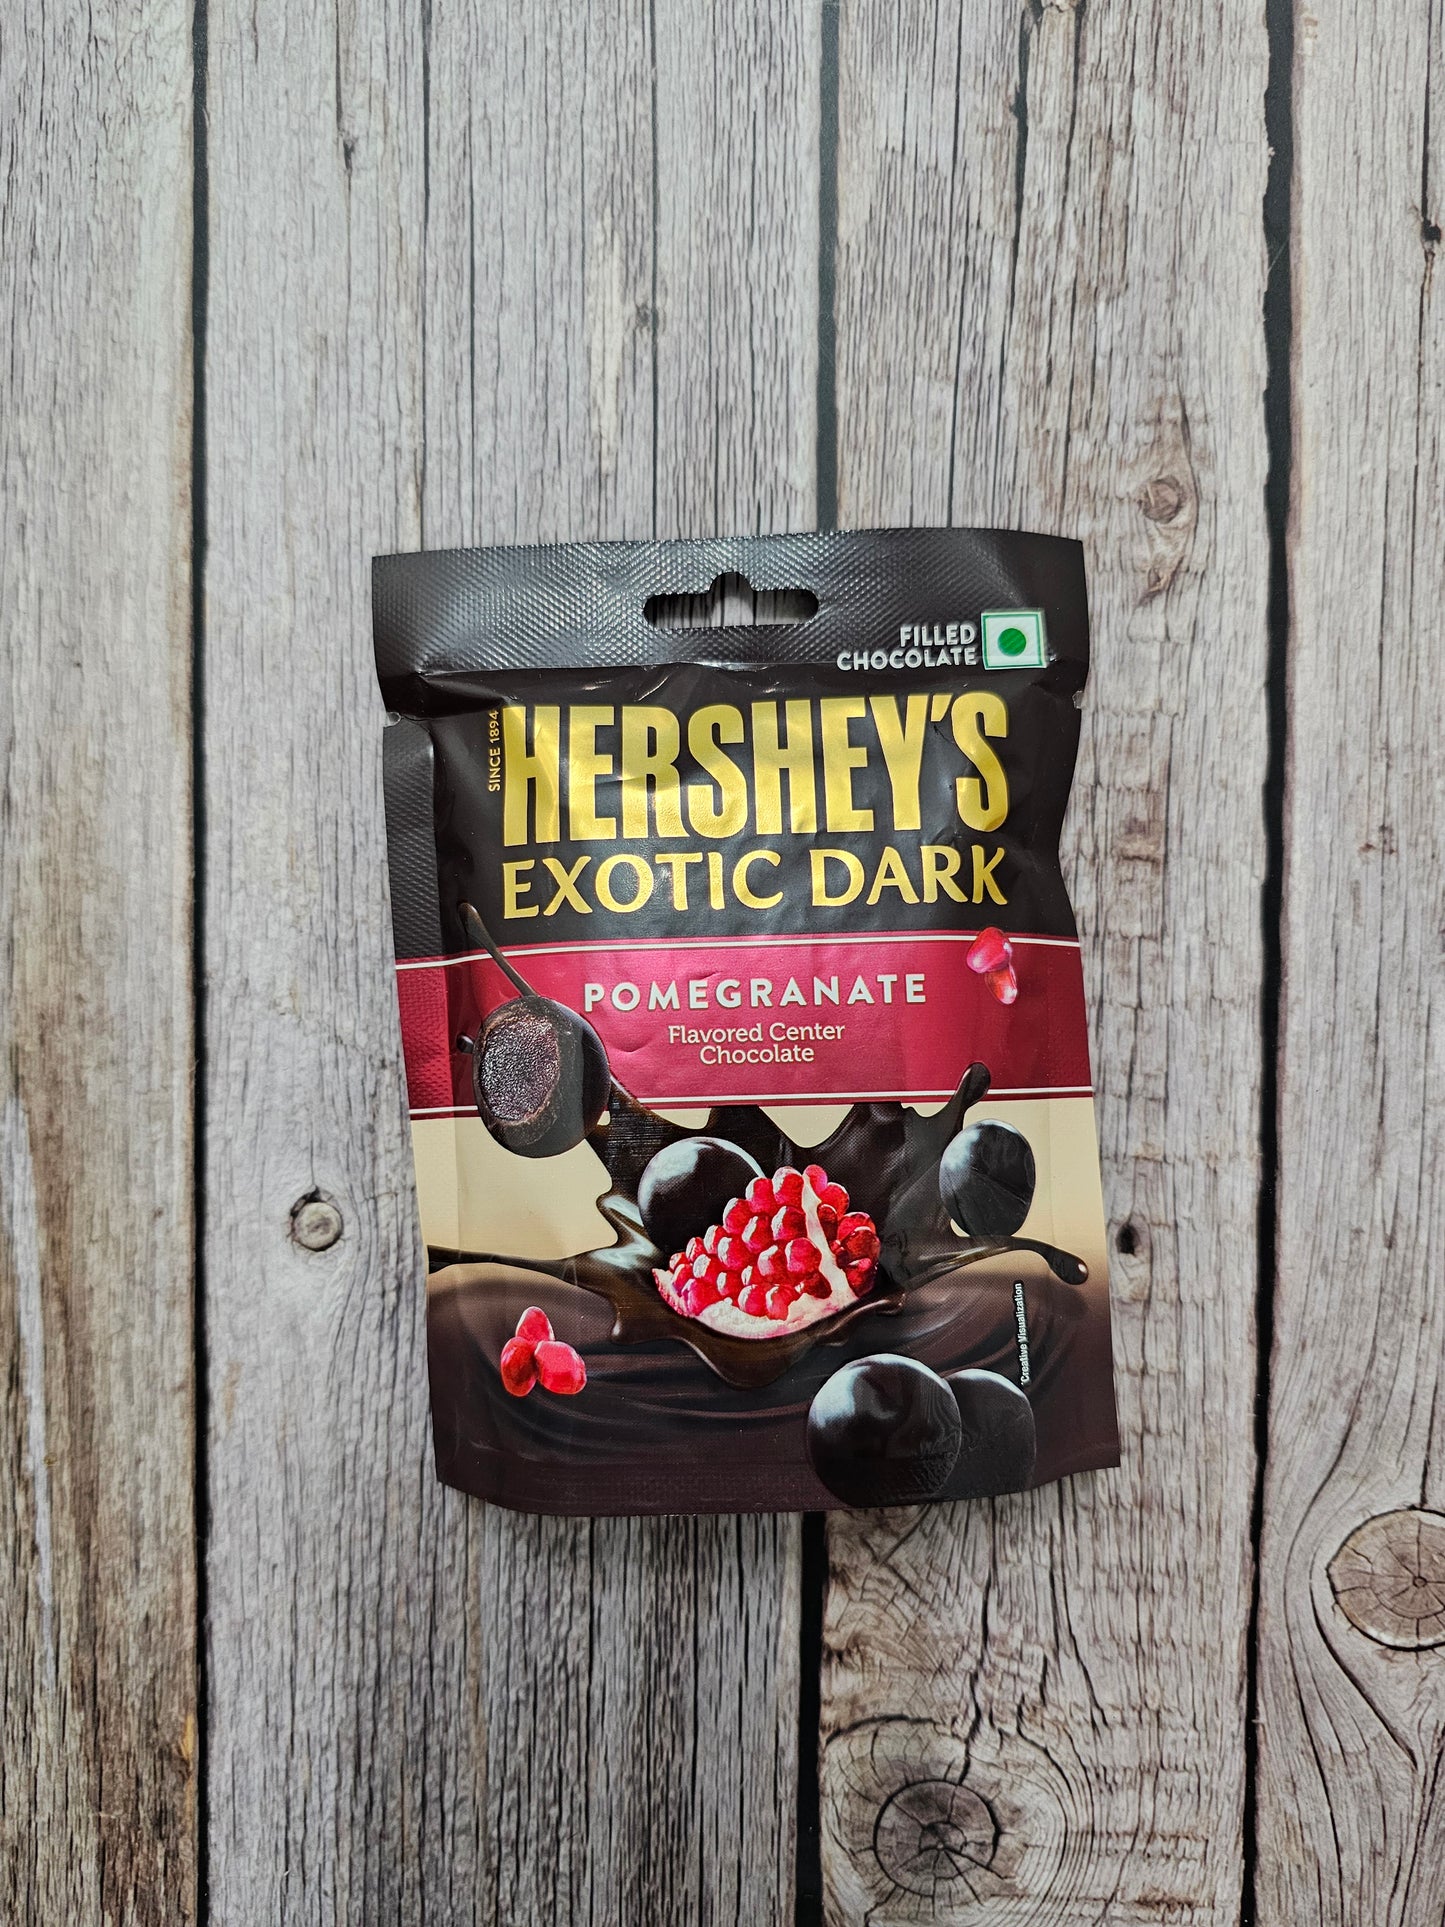 FILLED
CHOCOLATE
SINCE 1894
HERSHEY'S
EXOTIC DARK
POMEGRANATE
Flavored Center
Chocolate
*Creative Visualization